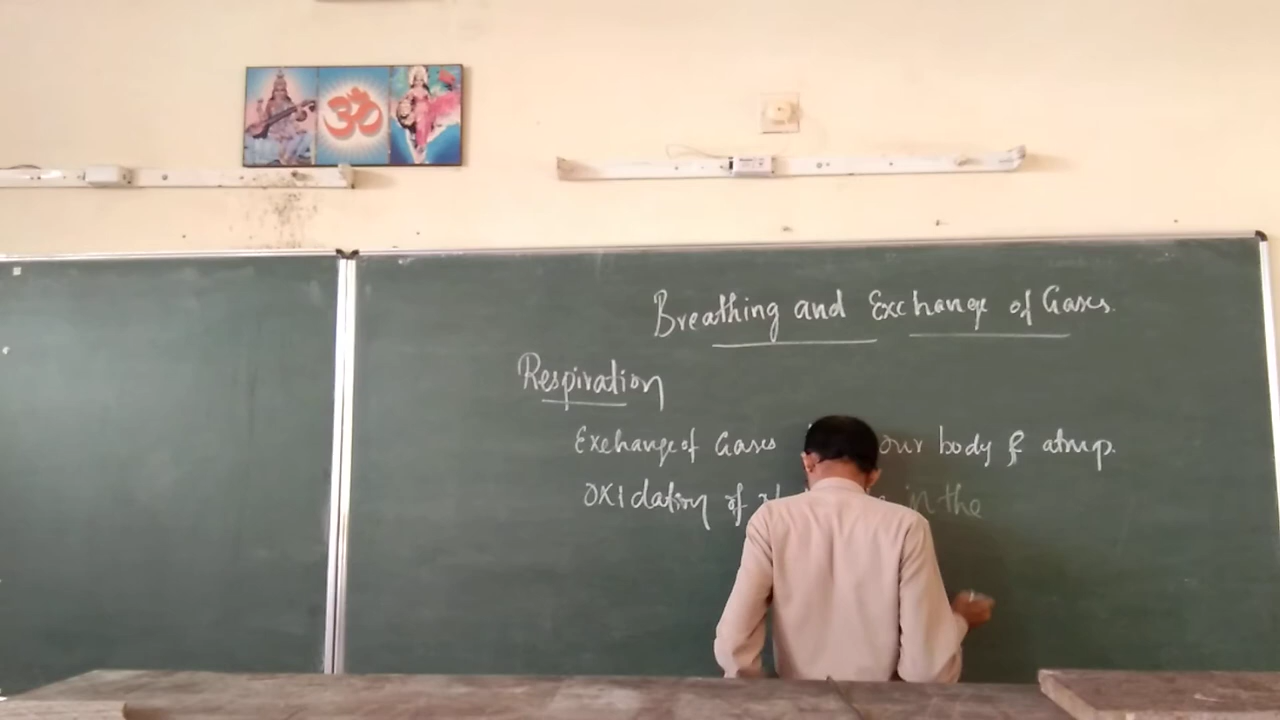 ॐ
Breathing and Exchange of Gases.
Respiration
Exchange of Gases our body & atmp.
Oxidation of in the